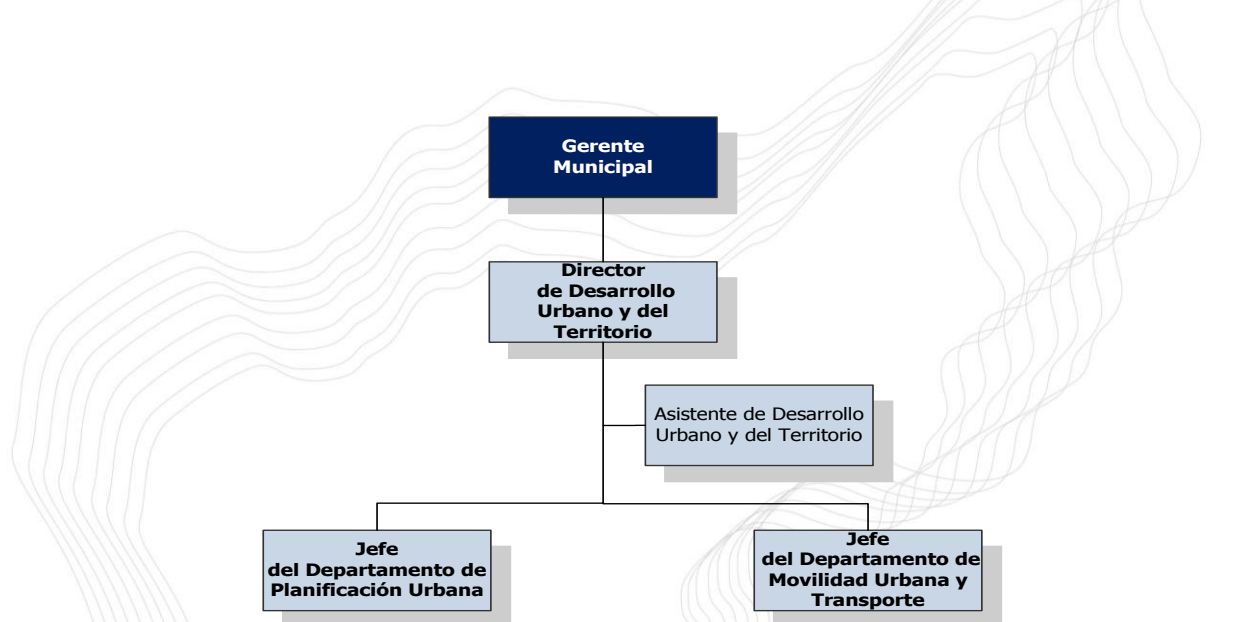 Gerente
Municipal
Director
de Desarrollo
Urbano y del
Territorio
Asistente de Desarrollo
Urbano y del Territorio
Jefe
del Departamento de
Planificación Urbana
Jefe
del Departamento de
Movilidad Urbana y
Transporte